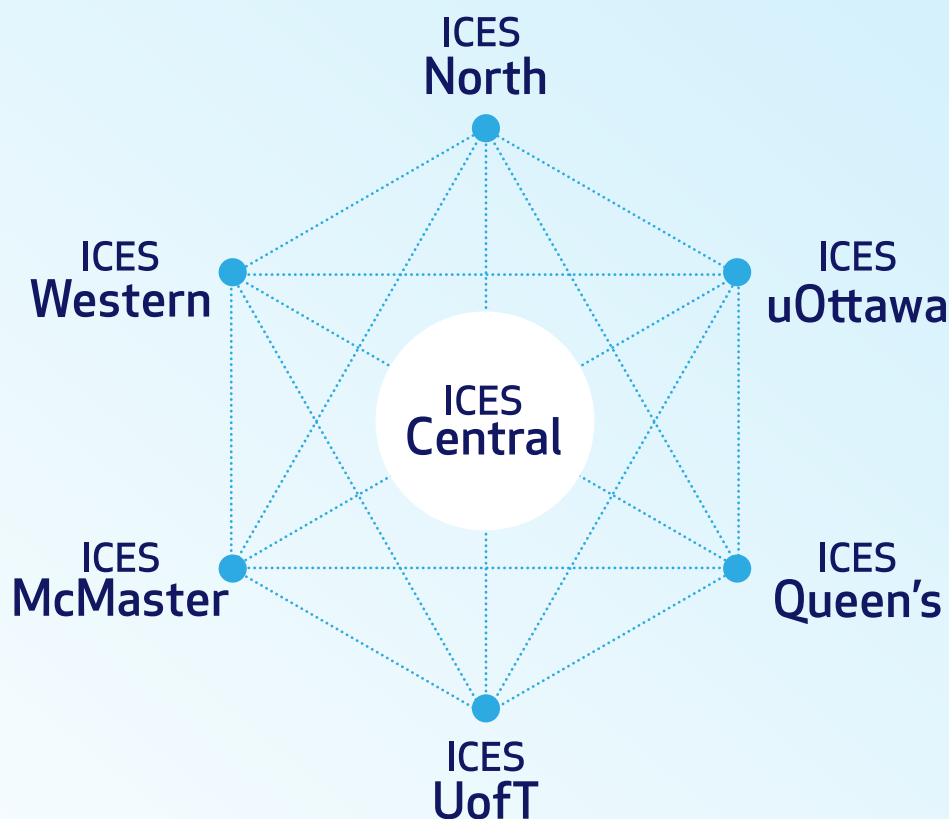 ICES
North
ICES
Western
ICES
uOttawa
ICES
Central
ICES
McMaster
ICES
Queen’s
ICES
UofT